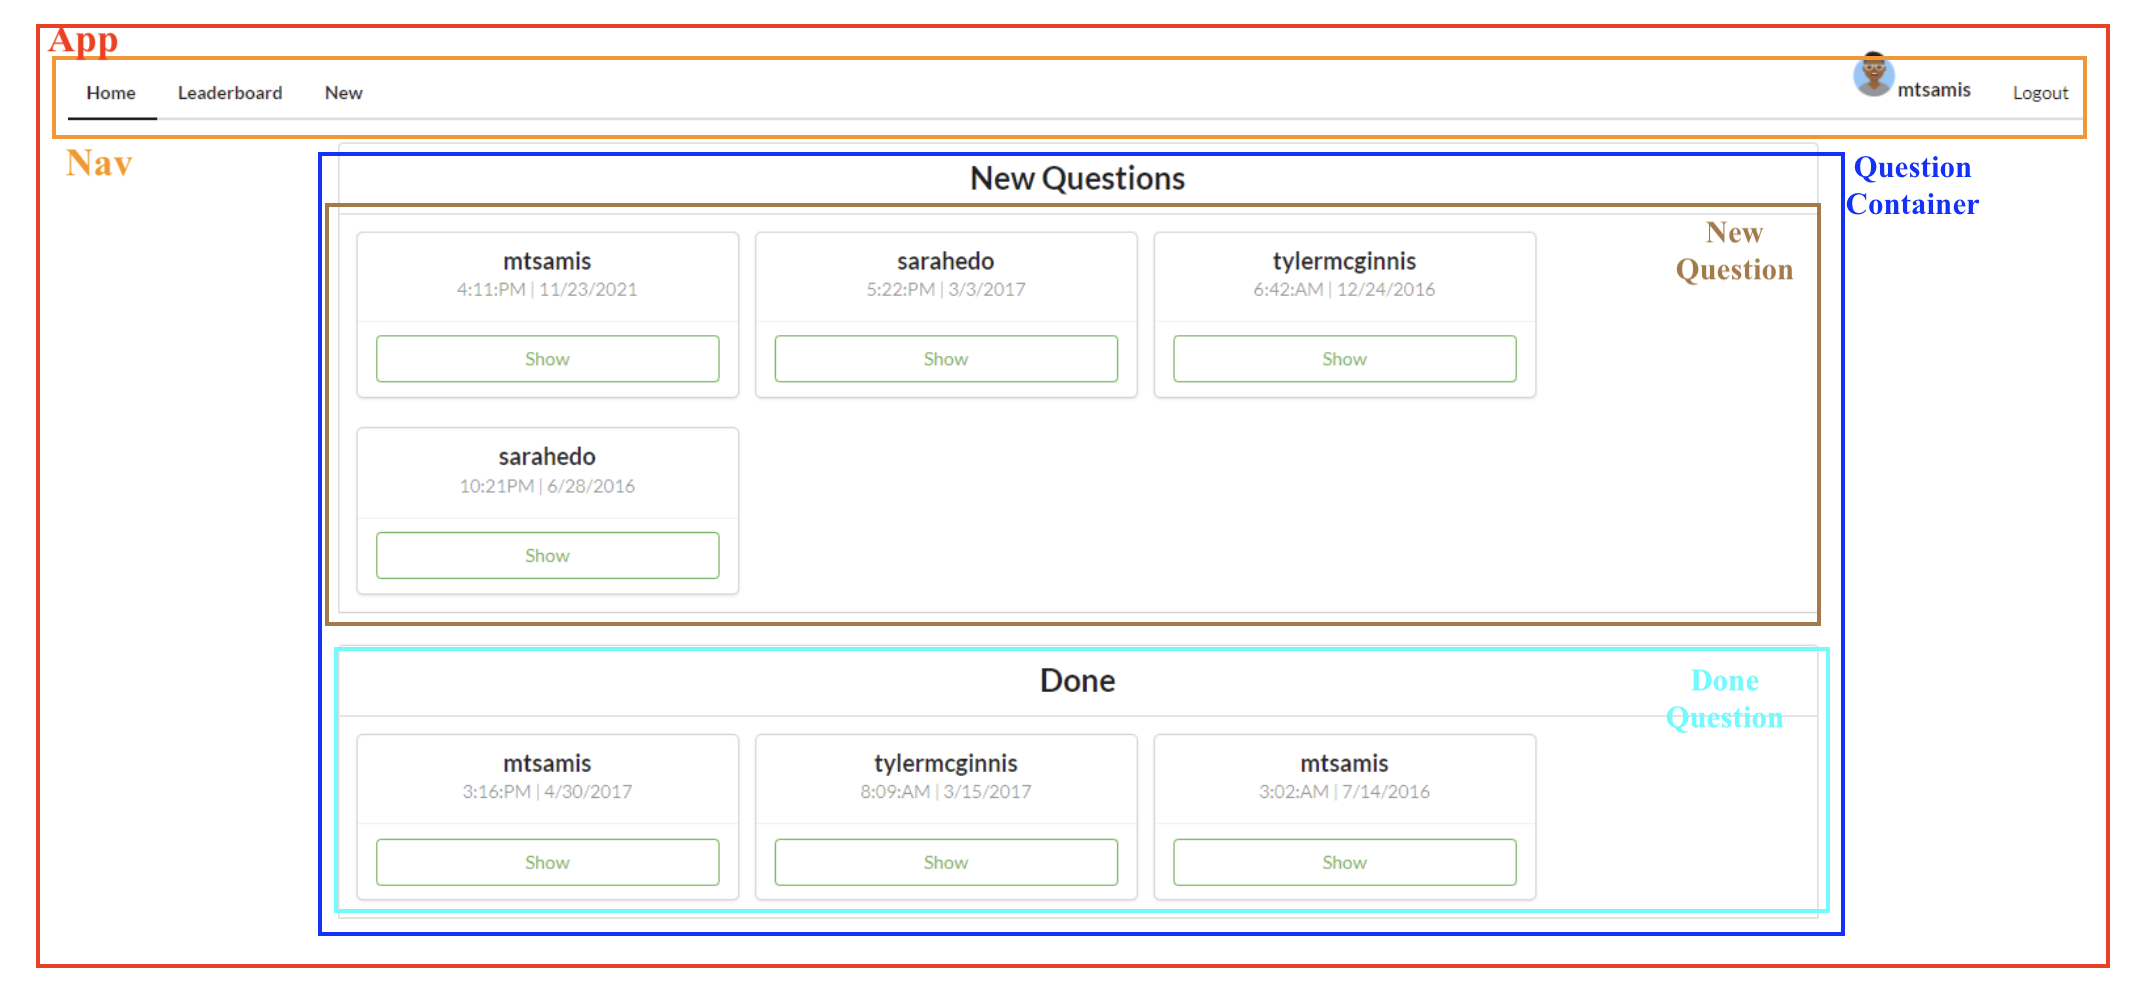 App
Home Leaderboard New mtsamis Logout
Nav
Question
Container
New Questions
New
Question
mtsamis sarahedo tylermcginnis
4:11:PM | 11/23/2021 5:22:PM | 3/3/2017 6:42:AM | 12/24/2016
Show Show Show
sarahedo
10:21PM | 6/28/2016
Show
Done
Done
Question
mtsamis tylermcginnis mtsamis
3:16:PM | 4/30/2017 8:09:AM | 3/15/2017 3:02:AM | 7/14/2016
Show Show Show